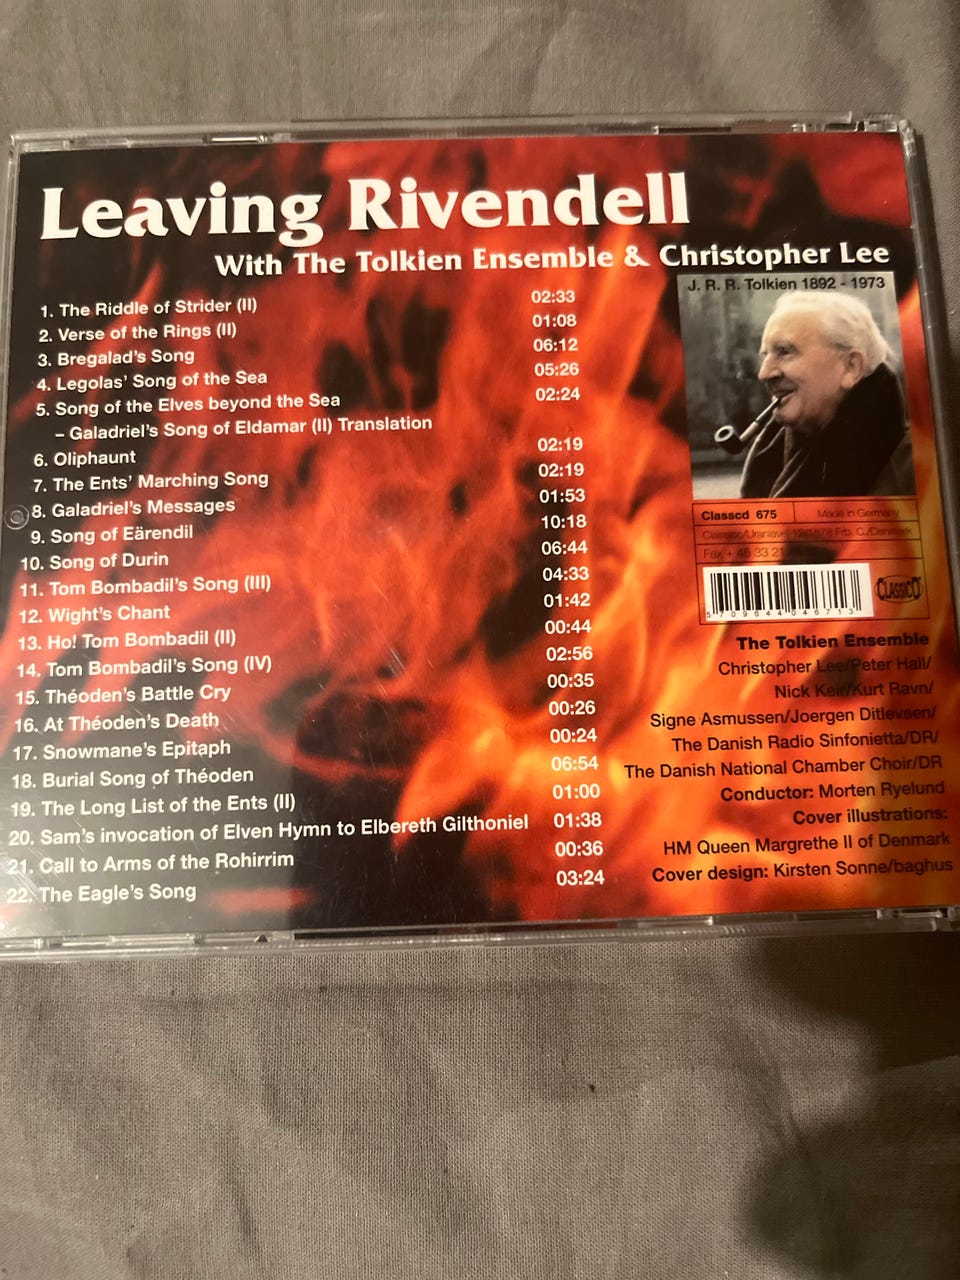 Leaving Rivendell
With The Tolkien Ensemble & Christopher Lee
1. The Riddle of Strider (II) 02:33
2. Verse of the Rings (II) 01:08
3. Bregalad's Song 06:12
4. Legolas' Song of the Sea 05:26
5. Song of the Elves beyond the Sea 02:24
– Galadriel's Song of Eldamar (II) Translation
6. Oliphaunt 02:19
7. The Ents' Marching Song 02:19
8. Galadriel's Messages 01:53
9. Song of Eärendil 10:18
10. Song of Durin 06:44
11. Tom Bombadil's Song (III) 04:33
12. Wight's Chant 01:42
13. Ho! Tom Bombadil (II) 00:44
14. Tom Bombadil's Song (IV) 02:56
15. Théoden's Battle Cry 00:35
16. At Théoden's Death 00:26
17. Snowmane's Epitaph 00:24
18. Burial Song of Théoden 06:54
19. The Long List of the Ents (II) 01:00
20. Sam's invocation of Elven Hymn to Elbereth Gilthoniel 01:38
21. Call to Arms of the Rohirrim 00:36
22. The Eagle's Song 03:24
J. R. R. Tolkien 1892 - 1973
Classcd 675 Made in Germany
Frb. C./Denmark
Fax + 45 33 21
CLASSICO
5 709644 046713
The Tolkien Ensemble
Christopher Lee/Peter Hall/
Nick Keir/Kurt Ravn/
Signe Asmussen/Joergen Ditlevsen/
The Danish Radio Sinfonietta/DR/
The Danish National Chamber Choir/DR
Conductor: Morten Ryelund
Cover illustrations:
HM Queen Margrethe II of Denmark
Cover design: Kirsten Sonne/baghus